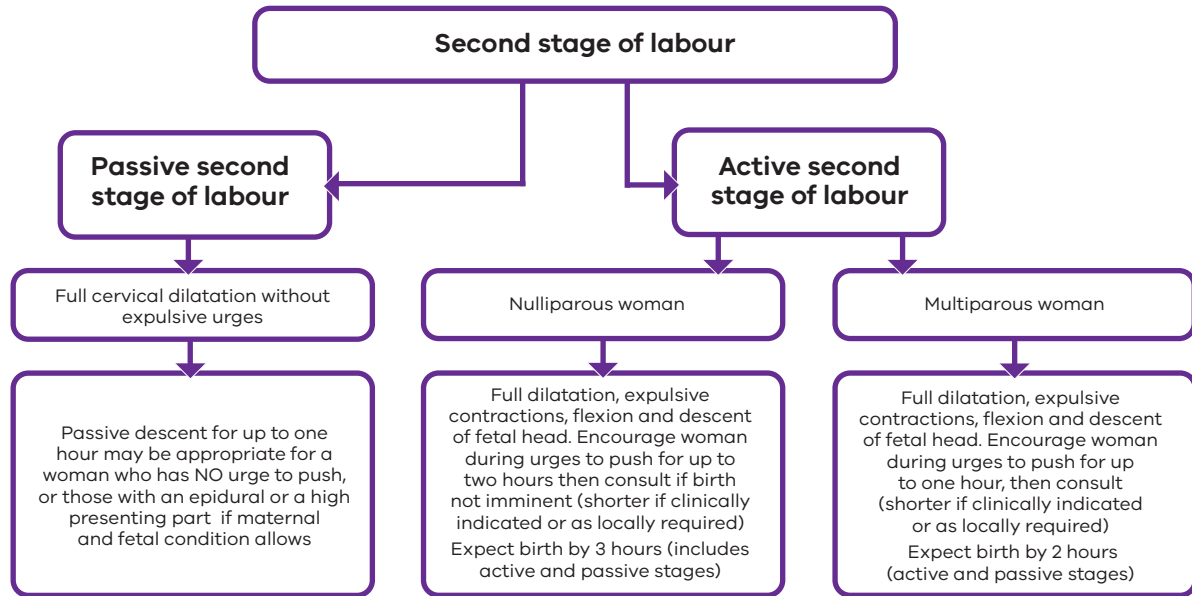 Second stage of labour
Passive second
stage of labour
Active second
stage of labour
Full cervical dilatation without
expulsive urges
Nulliparous woman
Multiparous woman
Passive descent for up to one
hour may be appropriate for a
woman who has NO urge to push,
or those with an epidural or a high
presenting part if maternal
and fetal condition allows
Full dilatation, expulsive
contractions, flexion and descent
of fetal head. Encourage woman
during urges to push for up to
two hours then consult if birth
not imminent (shorter if clinically
indicated or as locally required)
Expect birth by 3 hours (includes
active and passive stages)
Full dilatation, expulsive
contractions, flexion and descent
of fetal head. Encourage woman
during urges to push for up
to one hour, then consult
(shorter if clinically indicated
or as locally required)
Expect birth by 2 hours
(active and passive stages)